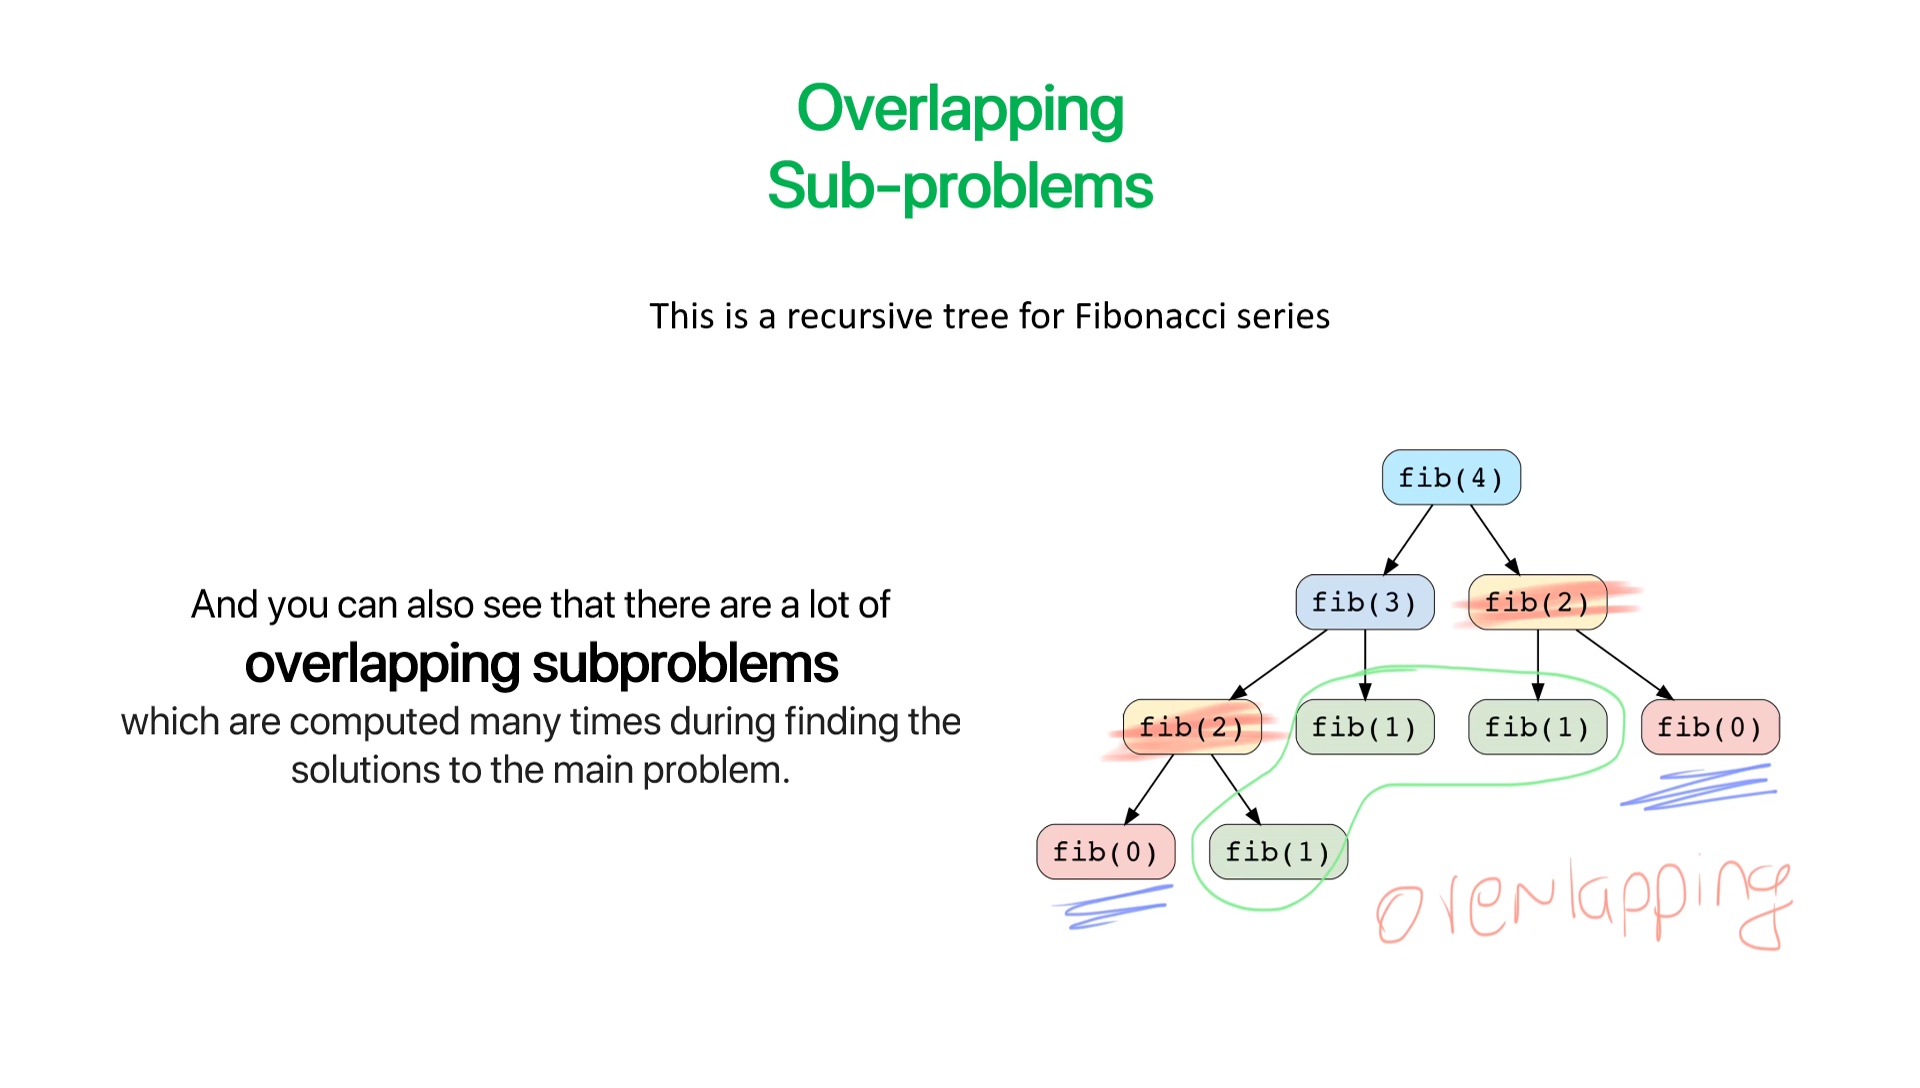 Overlapping
Sub-problems
This is a recursive tree for Fibonacci series
And you can also see that there are a lot of
overlapping subproblems
which are computed many times during finding the
solutions to the main problem.
fib(4)
fib(3) fib(2)
fib(2) fib(1) fib(1) fib(0)
fib(0) fib(1)
overlapping